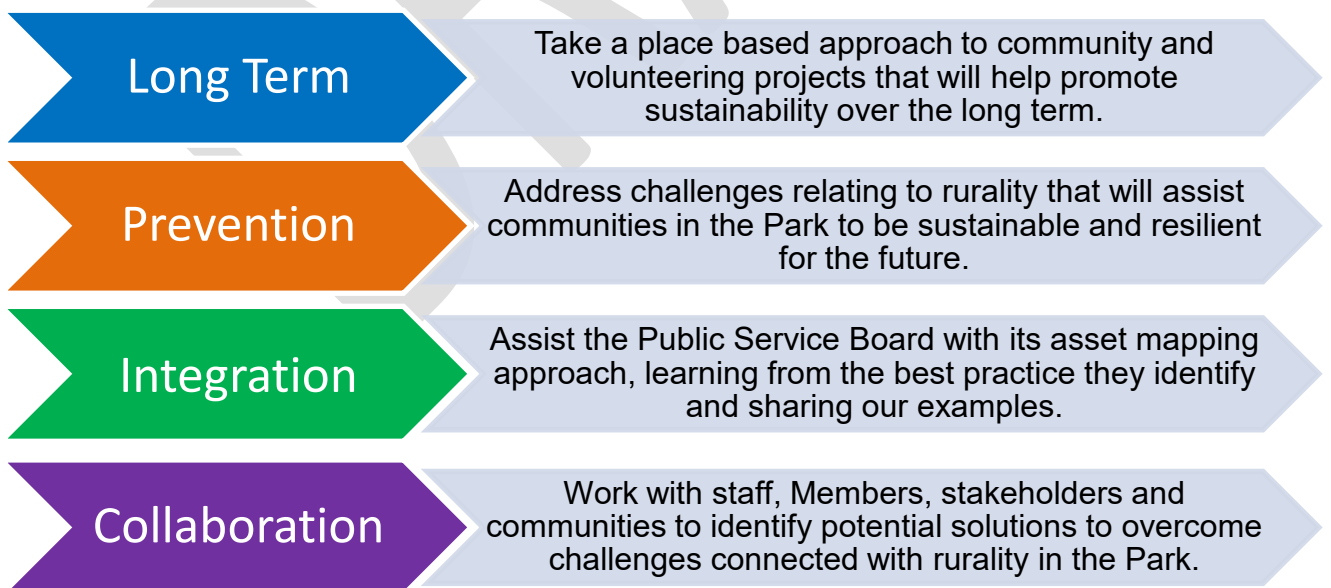 Long Term
Take a place based approach to community and
volunteering projects that will help promote
sustainability over the long term.
Prevention
Address challenges relating to rurality that will assist
communities in the Park to be sustainable and resilient
for the future.
Integration
Assist the Public Service Board with its asset mapping
approach, learning from the best practice they identify
and sharing our examples.
Collaboration
Work with staff, Members, stakeholders and
communities to identify potential solutions to overcome
challenges connected with rurality in the Park.